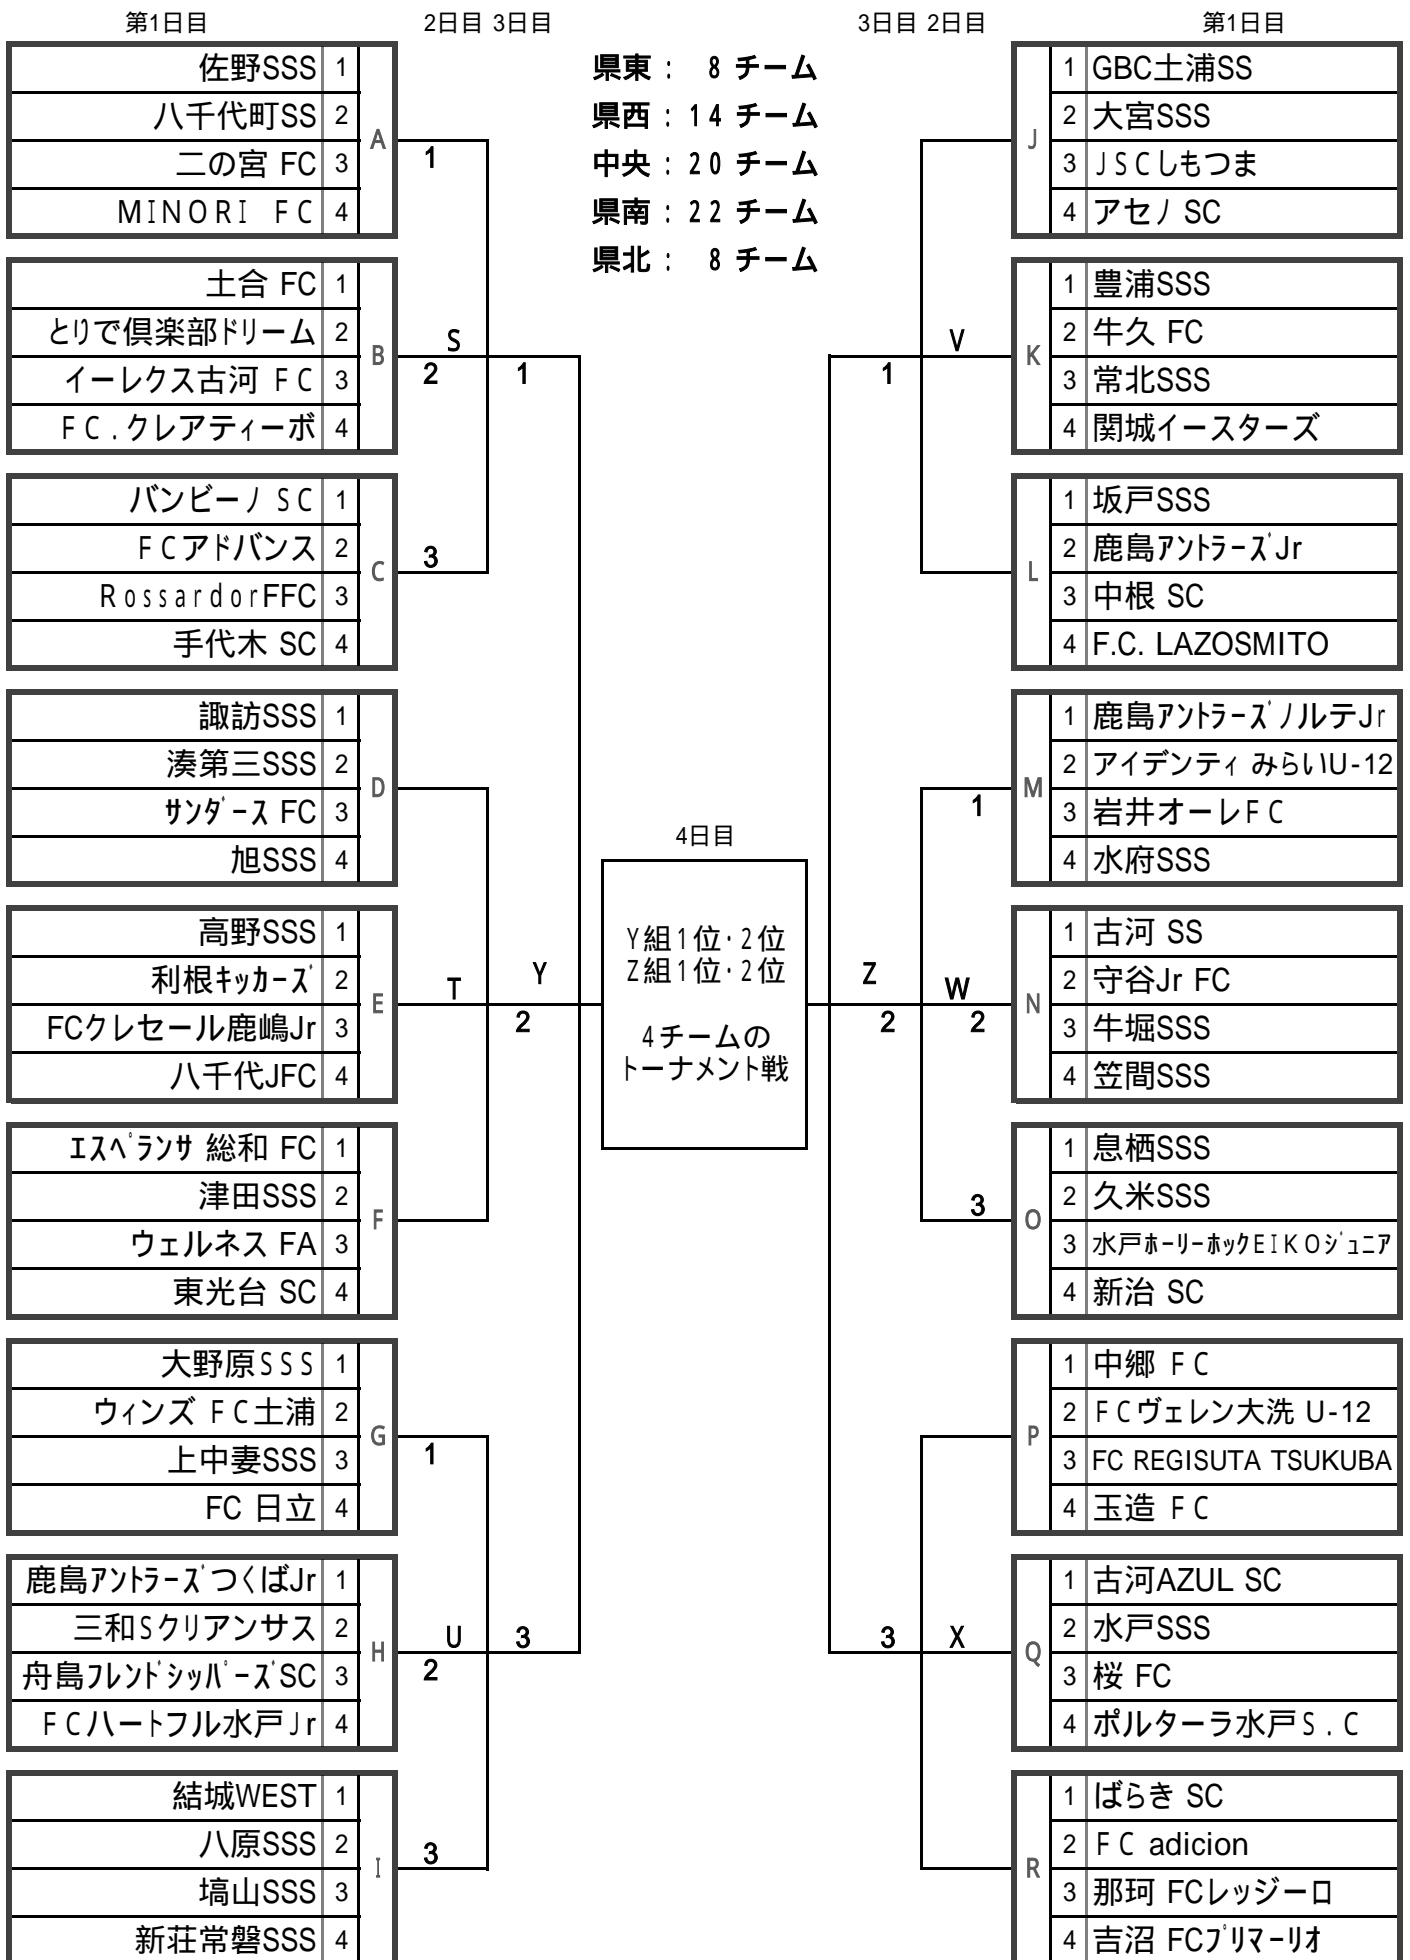 第1日目
2日目 3日目
3日目 2日目
第1日目
県東： 8 チーム
県西：14 チーム
中央：20 チーム
県南：22 チーム
県北： 8 チーム
佐野SSS 1
八千代町SS 2
二の宮 FC 3
MINORI FC 4
A
1
土合 FC 1
とりで倶楽部ドリーム 2
イーレクス古河 FC 3
FC.クレアティーボ 4
B
S
2
1
バンビーノ SC 1
FCアドバンス 2
RossardorFFC 3
手代木 SC 4
C
3
諏訪SSS 1
湊第三SSS 2
ｻﾝﾀﾞｰｽ FC 3
旭SSS 4
D
高野SSS 1
利根ｷｯｶｰｽﾞ 2
FCクレセール鹿嶋Jr 3
八千代JFC 4
E
T
Y
2
ｴｽﾍﾟﾗﾝｻ 総和 FC 1
津田SSS 2
ウェルネス FA 3
東光台 SC 4
F
大野原SSS 1
ウィンズ FC土浦 2
上中妻SSS 3
FC 日立 4
G
1
鹿島ｱﾝﾄﾗｰｽﾞつくばJr 1
三和Sクリアンサス 2
舟島ﾌﾚﾝﾄﾞｼｯﾊﾟｰｽﾞSC 3
FCハートフル水戸Jr 4
H
U
2
3
結城WEST 1
八原SSS 2
塙山SSS 3
新荘常磐SSS 4
I
3
4日目
Y組1位・2位
Z組1位・2位
4チームの
トーナメント戦
1 GBC土浦SS
2 大宮SSS
3 JSCしもつま
4 アセノ SC
J
1 豊浦SSS
2 牛久 FC
3 常北SSS
4 関城イースターズ
K
V
1
1 坂戸SSS
2 鹿島ｱﾝﾄﾗｰｽﾞJr
3 中根 SC
4 F.C. LAZOSMITO
L
1 鹿島ｱﾝﾄﾗｰｽﾞノルテJr
2 アイデンティ みらいU-12
3 岩井オーレFC
4 水府SSS
M
1
1 古河 SS
2 守谷Jr FC
3 牛堀SSS
4 笠間SSS
N
Z
2
W
2
1 息栖SSS
2 久米SSS
3 水戸ﾎｰﾘｰﾎｯｸEIKOｼﾞｭﾆｱ
4 新治 SC
O
3
1 中郷 FC
2 FCヴェレン大洗 U-12
3 FC REGISUTA TSUKUBA
4 玉造 FC
P
1 古河AZUL SC
2 水戸SSS
3 桜 FC
4 ポルターラ水戸S.C
Q
3
X
1 ばらき SC
2 FC adicion
3 那珂 FCレッジーロ
4 吉沼 FCﾌﾟﾘﾏｰﾘｵ
R